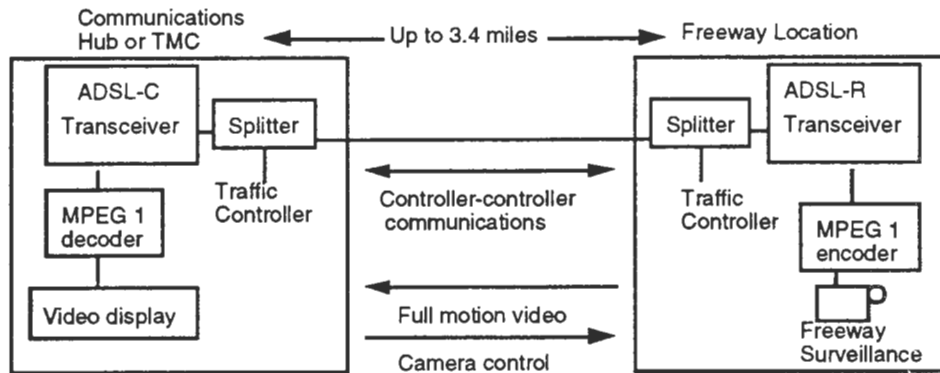 Communications
Hub or TMC
Up to 3.4 miles
Freeway Location
ADSL-C
Transceiver
Splitter
Traffic
Controller
MPEG 1
decoder
Video display
Controller-controller
communications
Full motion video
Camera control
Splitter
ADSL-R
Transceiver
Traffic
Controller
MPEG 1
encoder
Freeway
Surveillance